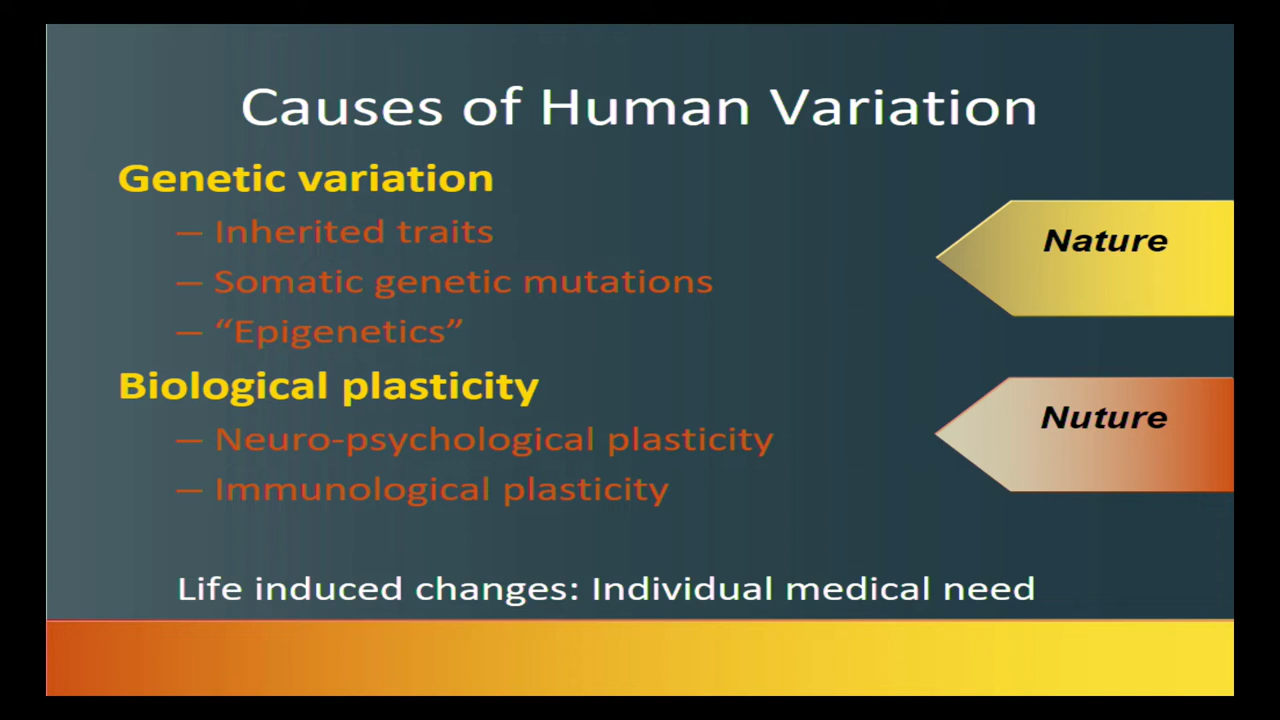 Causes of Human Variation
Genetic variation
– Inherited traits
– Somatic genetic mutations
– “Epigenetics”
Nature
Biological plasticity
– Neuro-psychological plasticity
– Immunological plasticity
Nuture
Life induced changes: Individual medical need